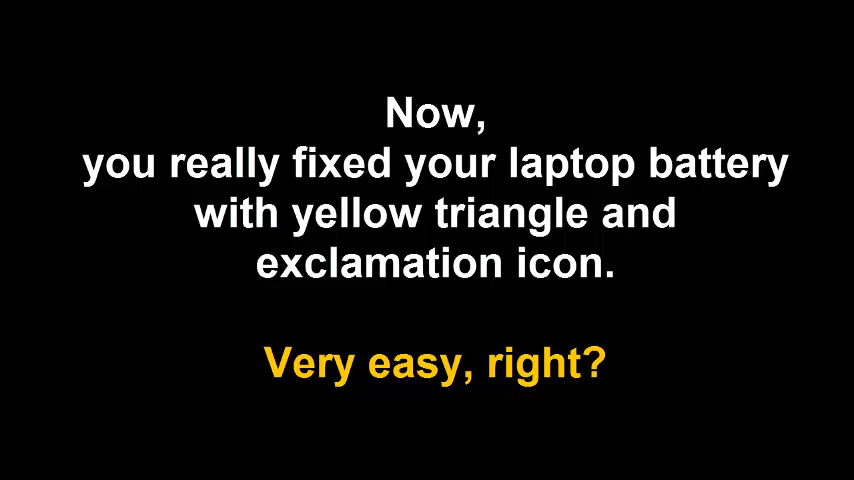 Now,
you really fixed your laptop battery
with yellow triangle and
exclamation icon.
Very easy, right?